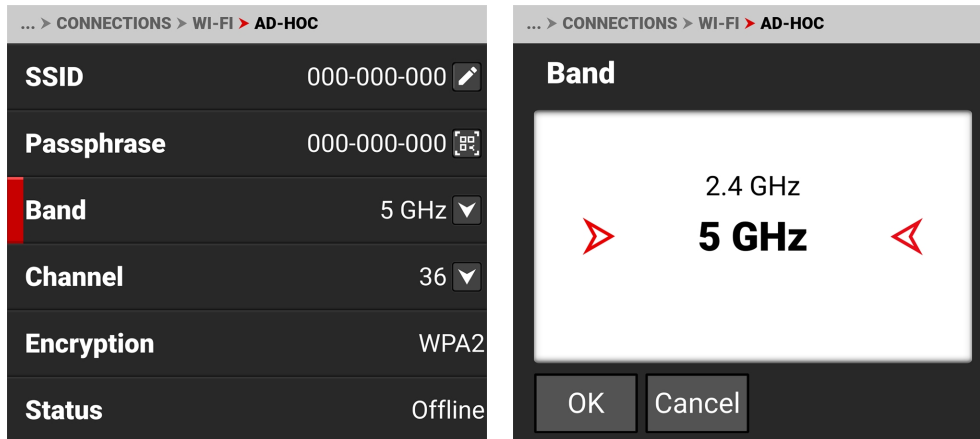 ... > CONNECTIONS > WI-FI > AD-HOC
SSID 000-000-000
Passphrase 000-000-000
Band 5 GHz
Channel 36
Encryption WPA2
Status Offline
... > CONNECTIONS > WI-FI > AD-HOC
Band
2.4 GHz
5 GHz
OK Cancel